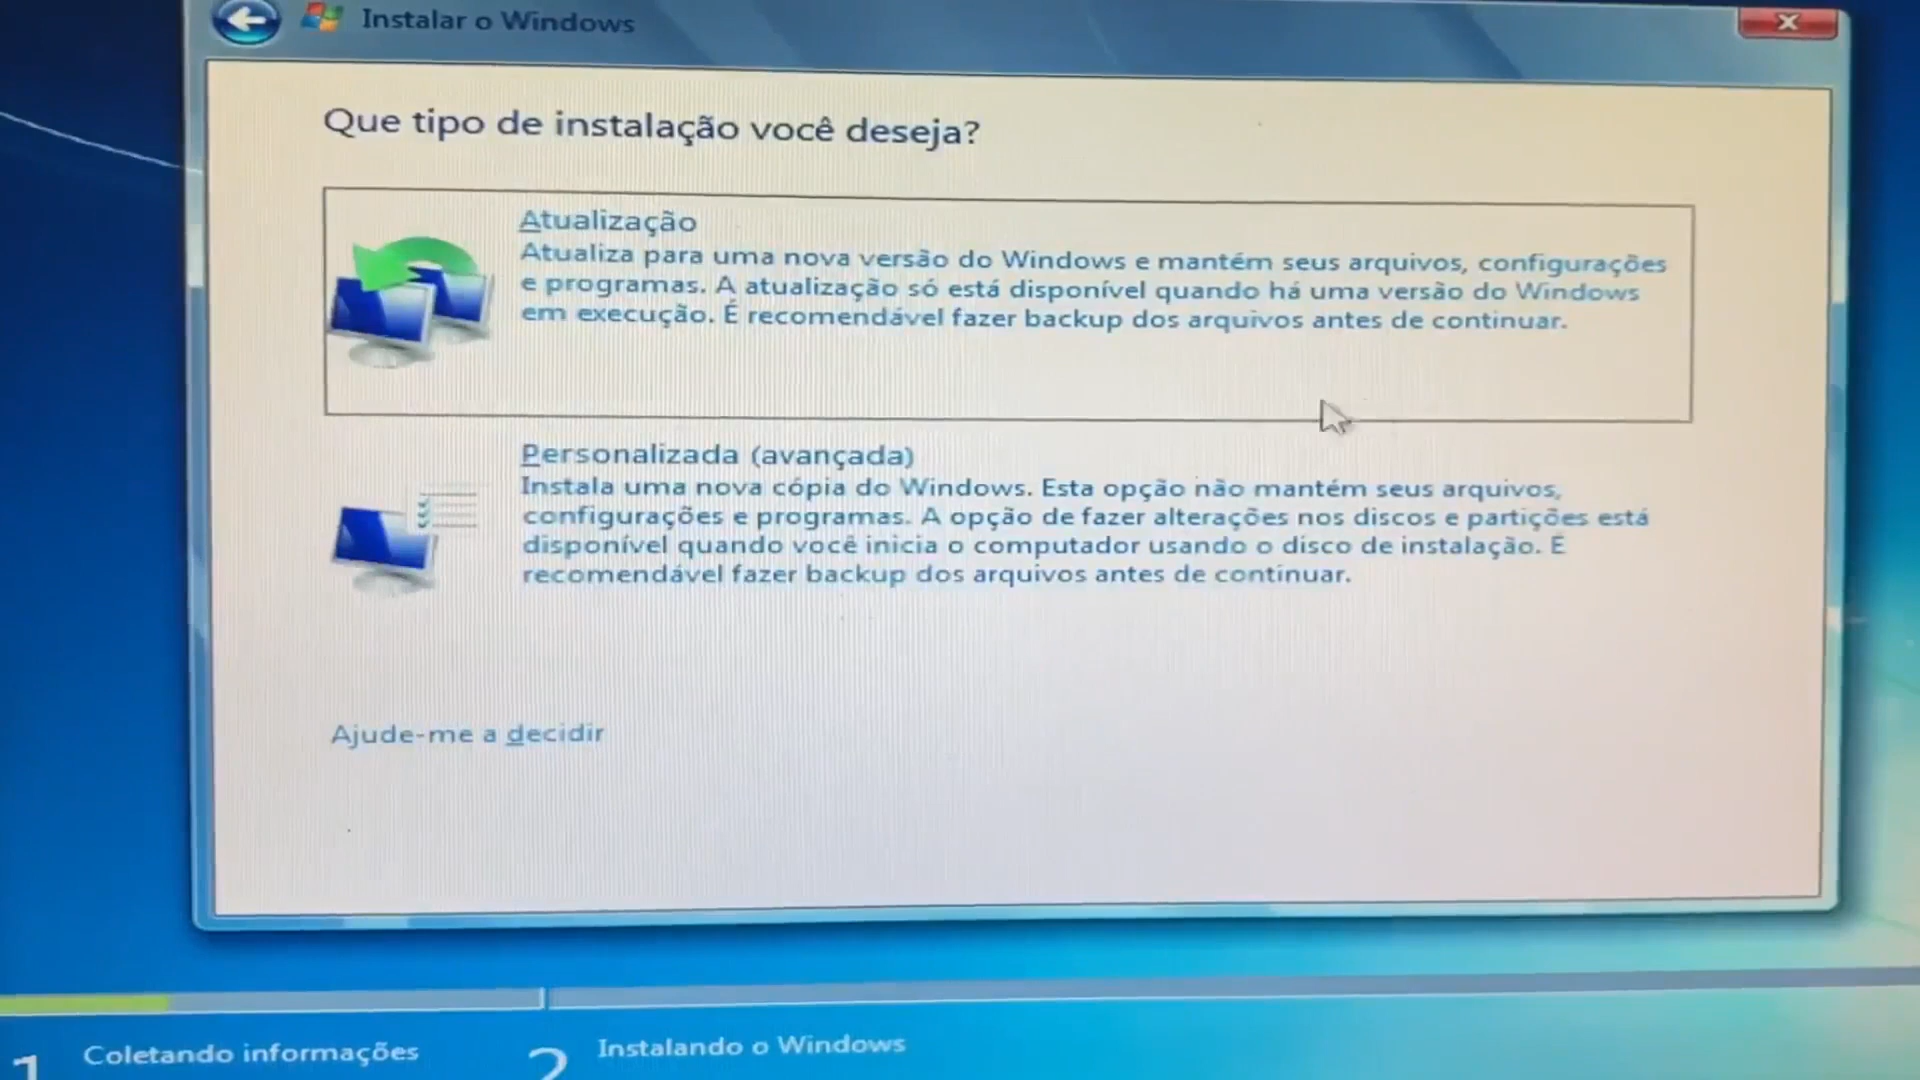 Instalar o Windows
Que tipo de instalação você deseja?
Atualização
Atualiza para uma nova versão do Windows e mantém seus arquivos, configurações
e programas. A atualização só está disponível quando há uma versão do Windows
em execução. É recomendável fazer backup dos arquivos antes de continuar.
Personalizada (avançada)
Instala uma nova cópia do Windows. Esta opção não mantém seus arquivos,
configurações e programas. A opção de fazer alterações nos discos e partições está
disponível quando você inicia o computador usando o disco de instalação. É
recomendável fazer backup dos arquivos antes de continuar.
Ajude-me a decidir
1 Coletando informações
2 Instalando o Windows